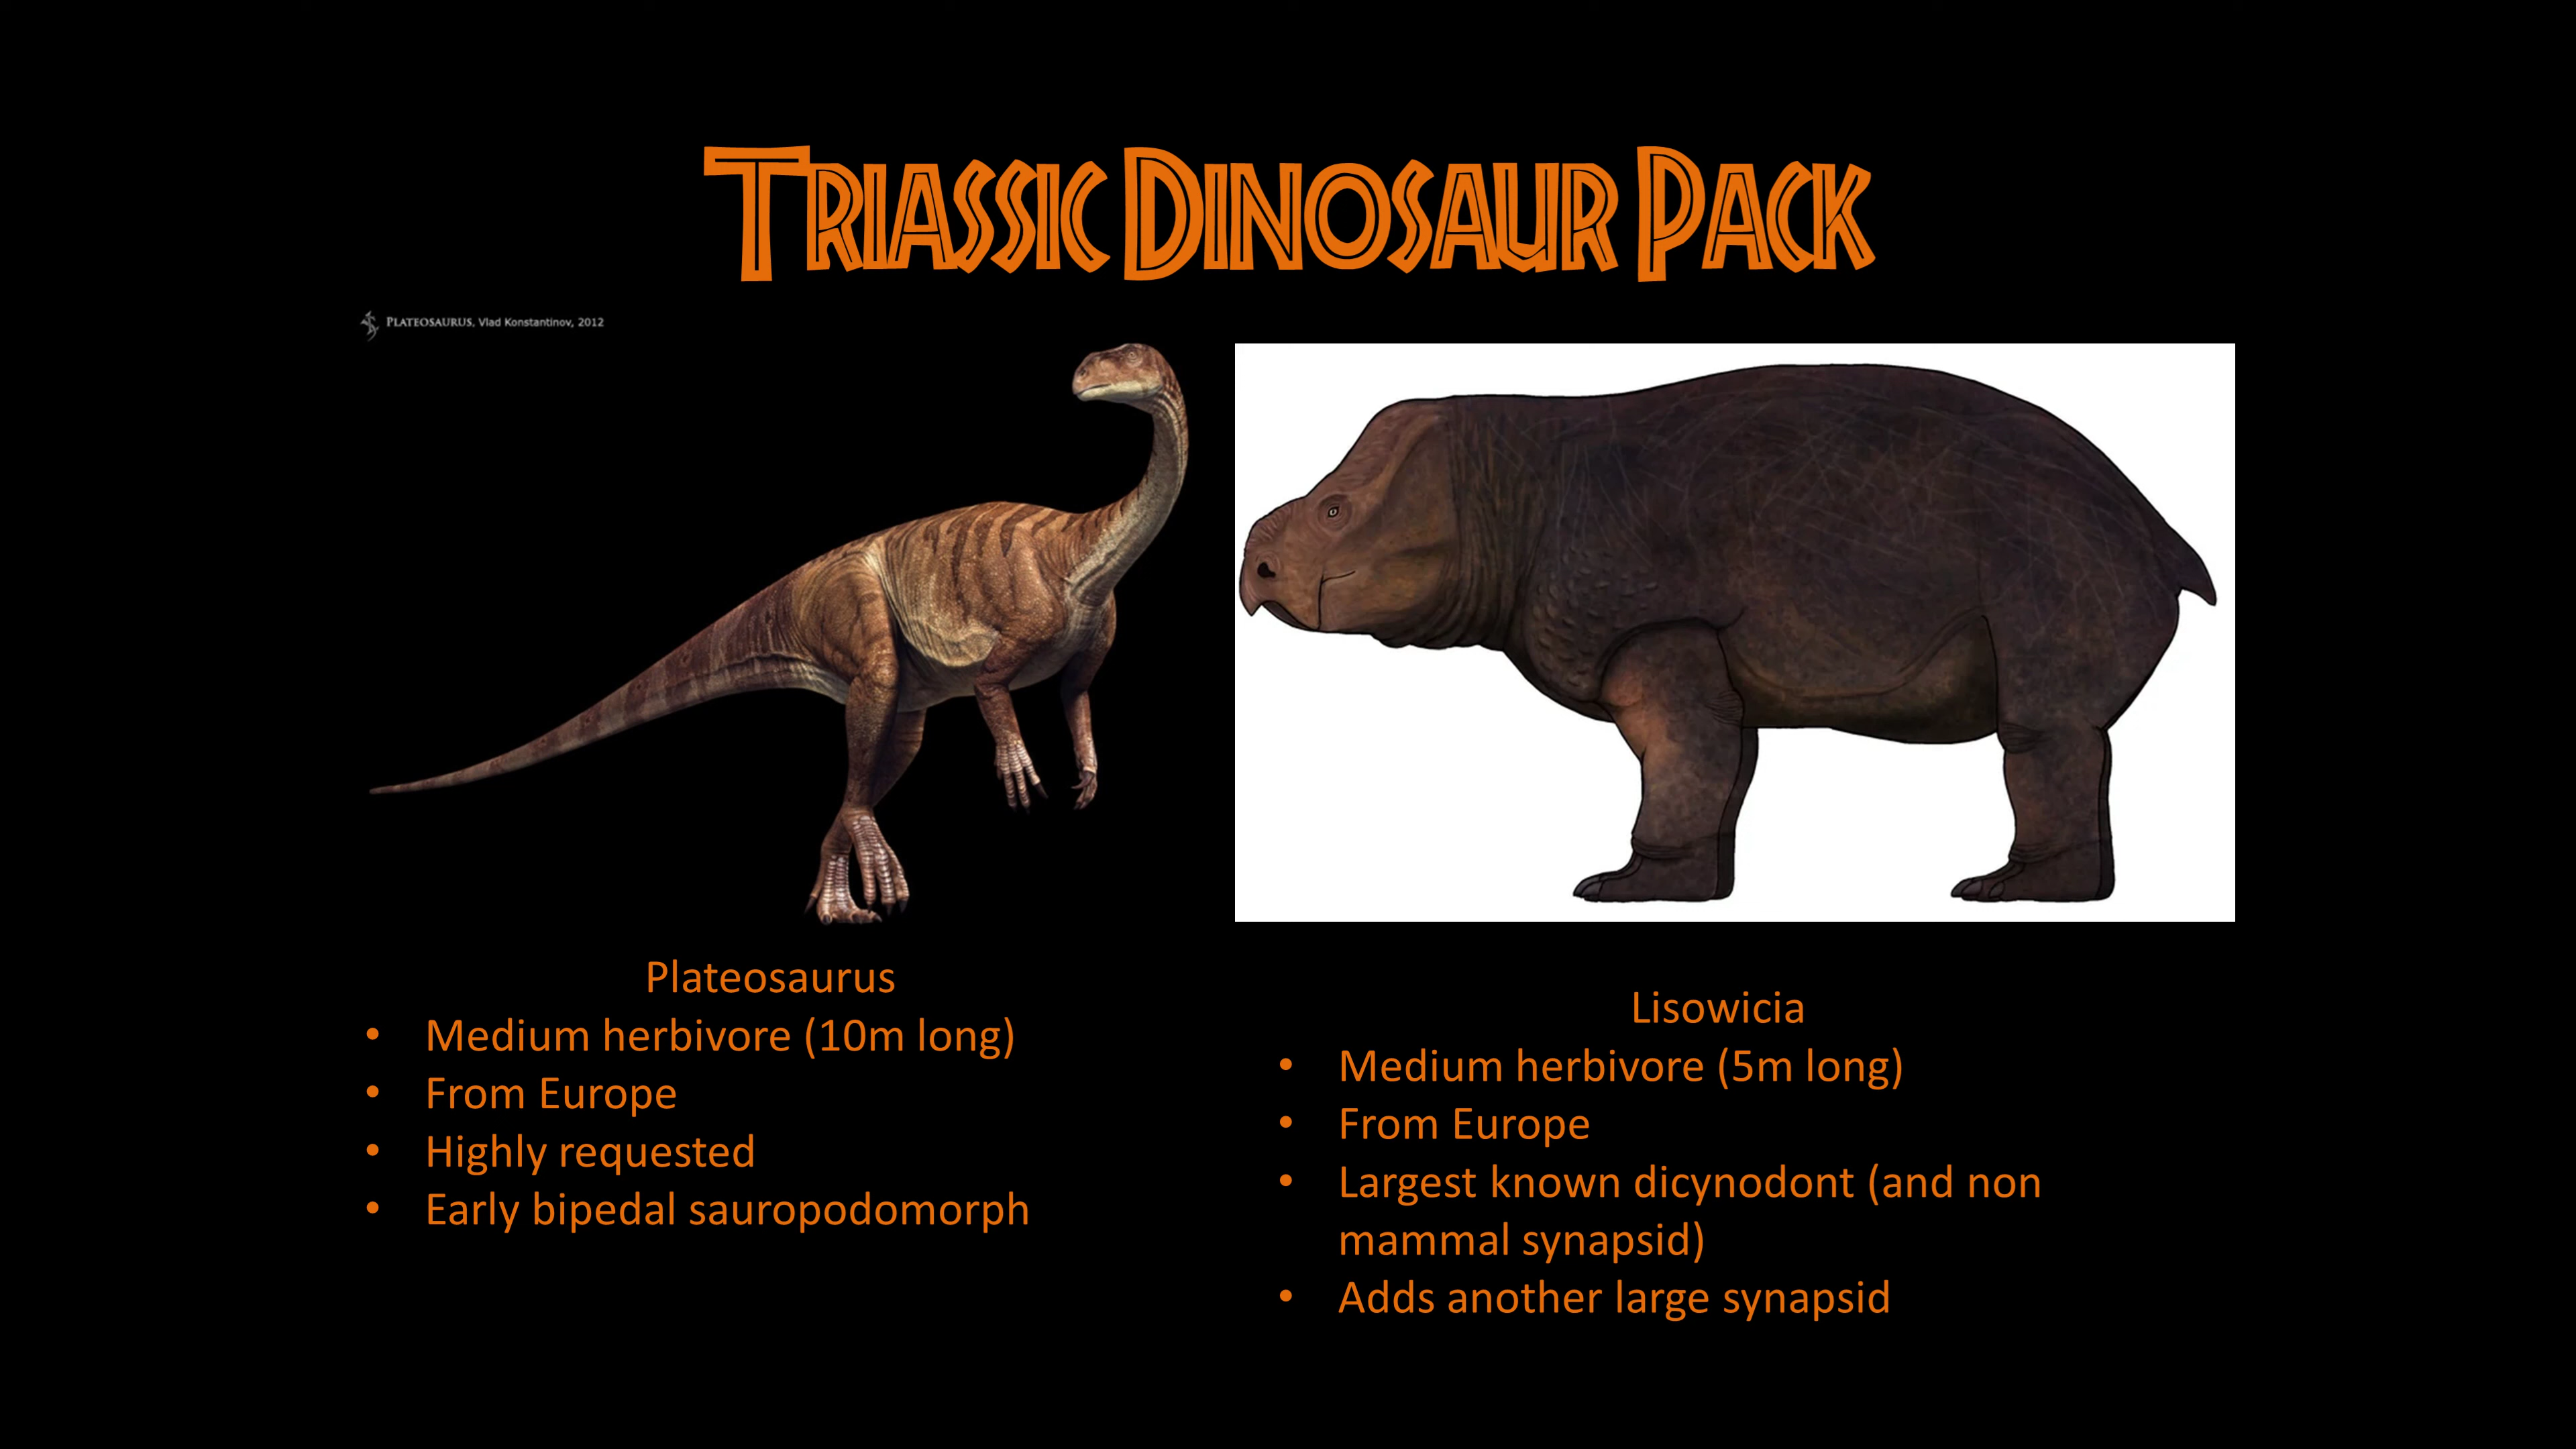 TRIASSIC DINOSAUR PACK
PLATEOSAURUS, Vlad Konstantinov, 2012
Plateosaurus
• Medium herbivore (10m long)
• From Europe
• Highly requested
• Early bipedal sauropodomorph
Lisowicia
• Medium herbivore (5m long)
• From Europe
• Largest known dicynodont (and non
mammal synapsid)
• Adds another large synapsid